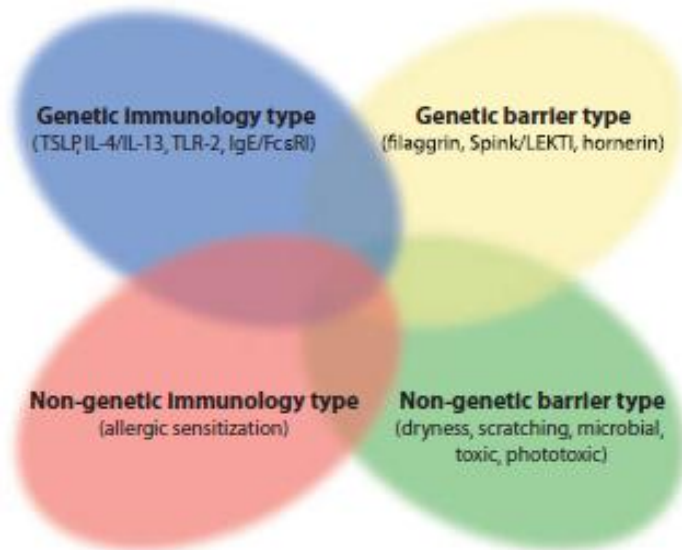 Genetic immunology type
(TSLP, IL-4/IL-13, TLR-2, IgE/FcsRI)
Genetic barrier type
(filaggrin, Spink/LEKTI, hornerin)
Non-genetic immunology type
(allergic sensitization)
Non-genetic barrier type
(dryness, scratching, microbial,
toxic, phototoxic)